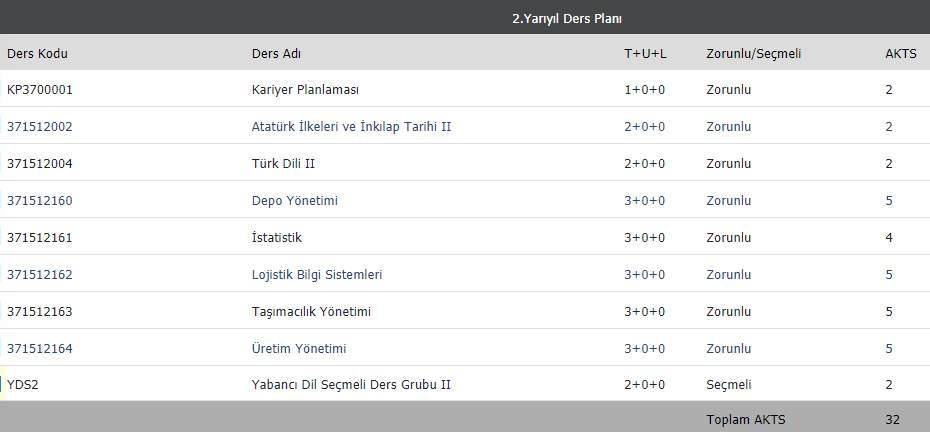 2.Yarıyıl Ders Planı
Ders Kodu Ders Adı T+U+L Zorunlu/Seçmeli AKTS
KP3700001 Kariyer Planlaması 1+0+0 Zorunlu 2
371512002 Atatürk İlkeleri ve İnkılap Tarihi II 2+0+0 Zorunlu 2
371512004 Türk Dili II 2+0+0 Zorunlu 2
371512160 Depo Yönetimi 3+0+0 Zorunlu 5
371512161 İstatistik 3+0+0 Zorunlu 4
371512162 Lojistik Bilgi Sistemleri 3+0+0 Zorunlu 5
371512163 Taşımacılık Yönetimi 3+0+0 Zorunlu 5
371512164 Üretim Yönetimi 3+0+0 Zorunlu 5
YDS2 Yabancı Dil Seçmeli Ders Grubu II 2+0+0 Seçmeli 2
Toplam AKTS 32